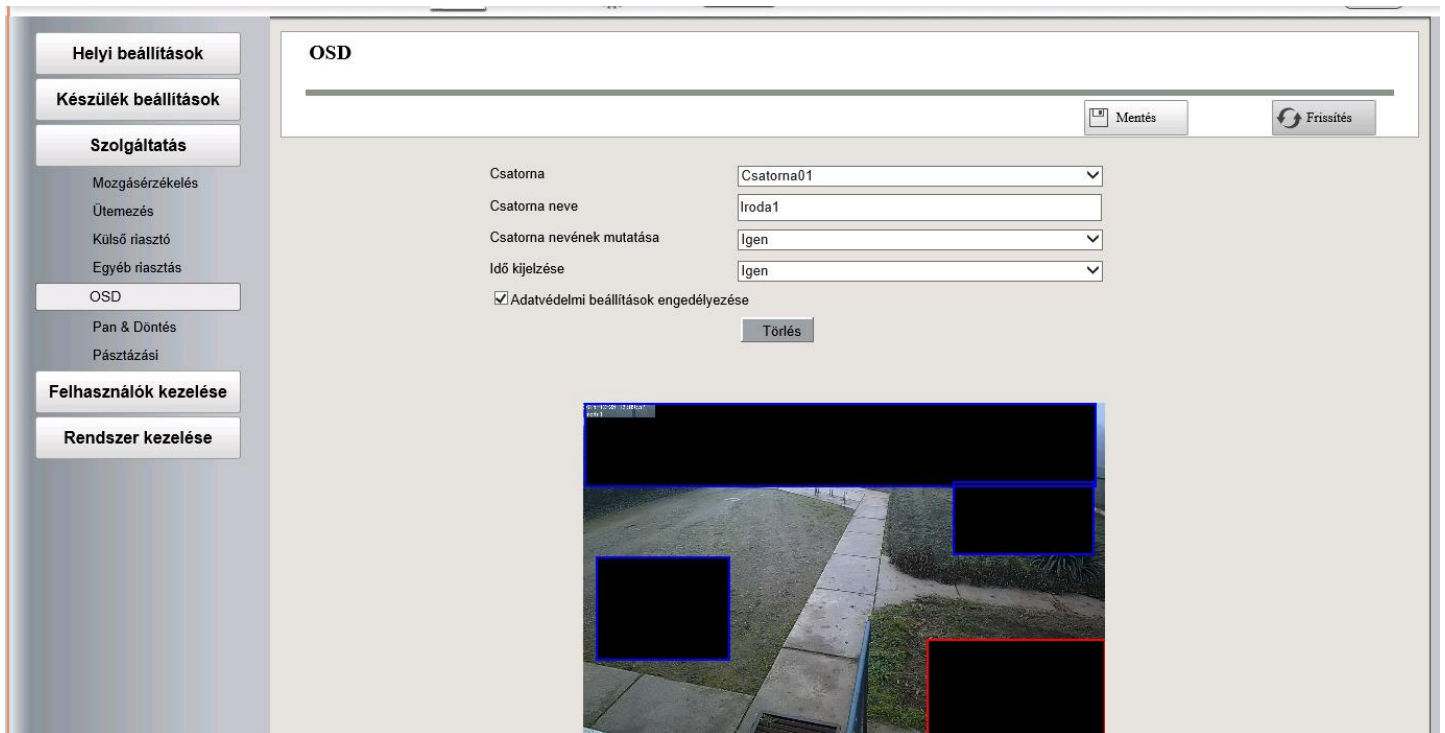 Helyi beállítások
Készülék beállítások
Szolgáltatás
Mozgásérzékelés
Ütemezés
Külső riasztó
Egyéb riasztás
OSD
Pan & Döntés
Pásztázási
Felhasználók kezelése
Rendszer kezelése
OSD
Mentés
Frissítés
Csatorna
Csatorna01
Csatorna neve
Iroda1
Csatorna nevének mutatása
Igen
Idő kijelzése
Igen
Adatvédelmi beállítások engedélyezése
Törlés